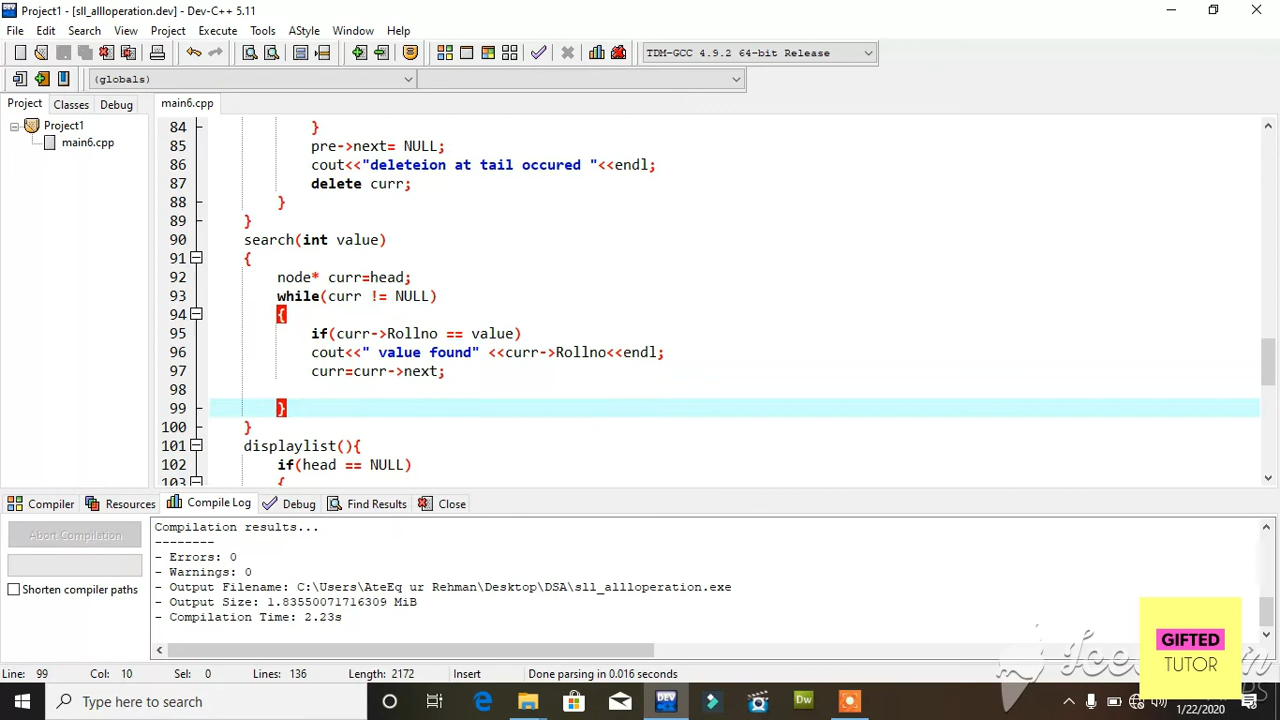 Project1 - [sll_allloperation.dev] - Dev-C++ 5.11
File Edit Search View Project Execute Tools AStyle Window Help
TDM-GCC 4.9.2 64-bit Release
(globals)
Project Classes Debug main6.cpp
Project1
main6.cpp
84 }
85 pre->next= NULL;
86 cout<<"deleteion at tail occured "<<endl;
87 delete curr;
88 }
89 }
90 search(int value)
91 {
92 node* curr=head;
93 while(curr != NULL)
94 {
95 if(curr->Rollno == value)
96 cout<<" value found" <<curr->Rollno<<endl;
97 curr=curr->next;
98
99 }
100 }
101 displaylist(){
102 if(head == NULL)
103 {
Compiler Resources Compile Log Debug Find Results Close
Abort Compilation
Shorten compiler paths
Compilation results...
--------
- Errors: 0
- Warnings: 0
- Output Filename: C:\Users\AteEq ur Rehman\Desktop\DSA\sll_allloperation.exe
- Output Size: 1.83550071716309 MiB
- Compilation Time: 2.23s
GIFTED
TUTOR
Line: 99 Col: 10 Sel: 0 Lines: 136 Length: 2172 Insert Done parsing in 0.016 seconds
Type here to search
DEV
Dw
1/22/2020